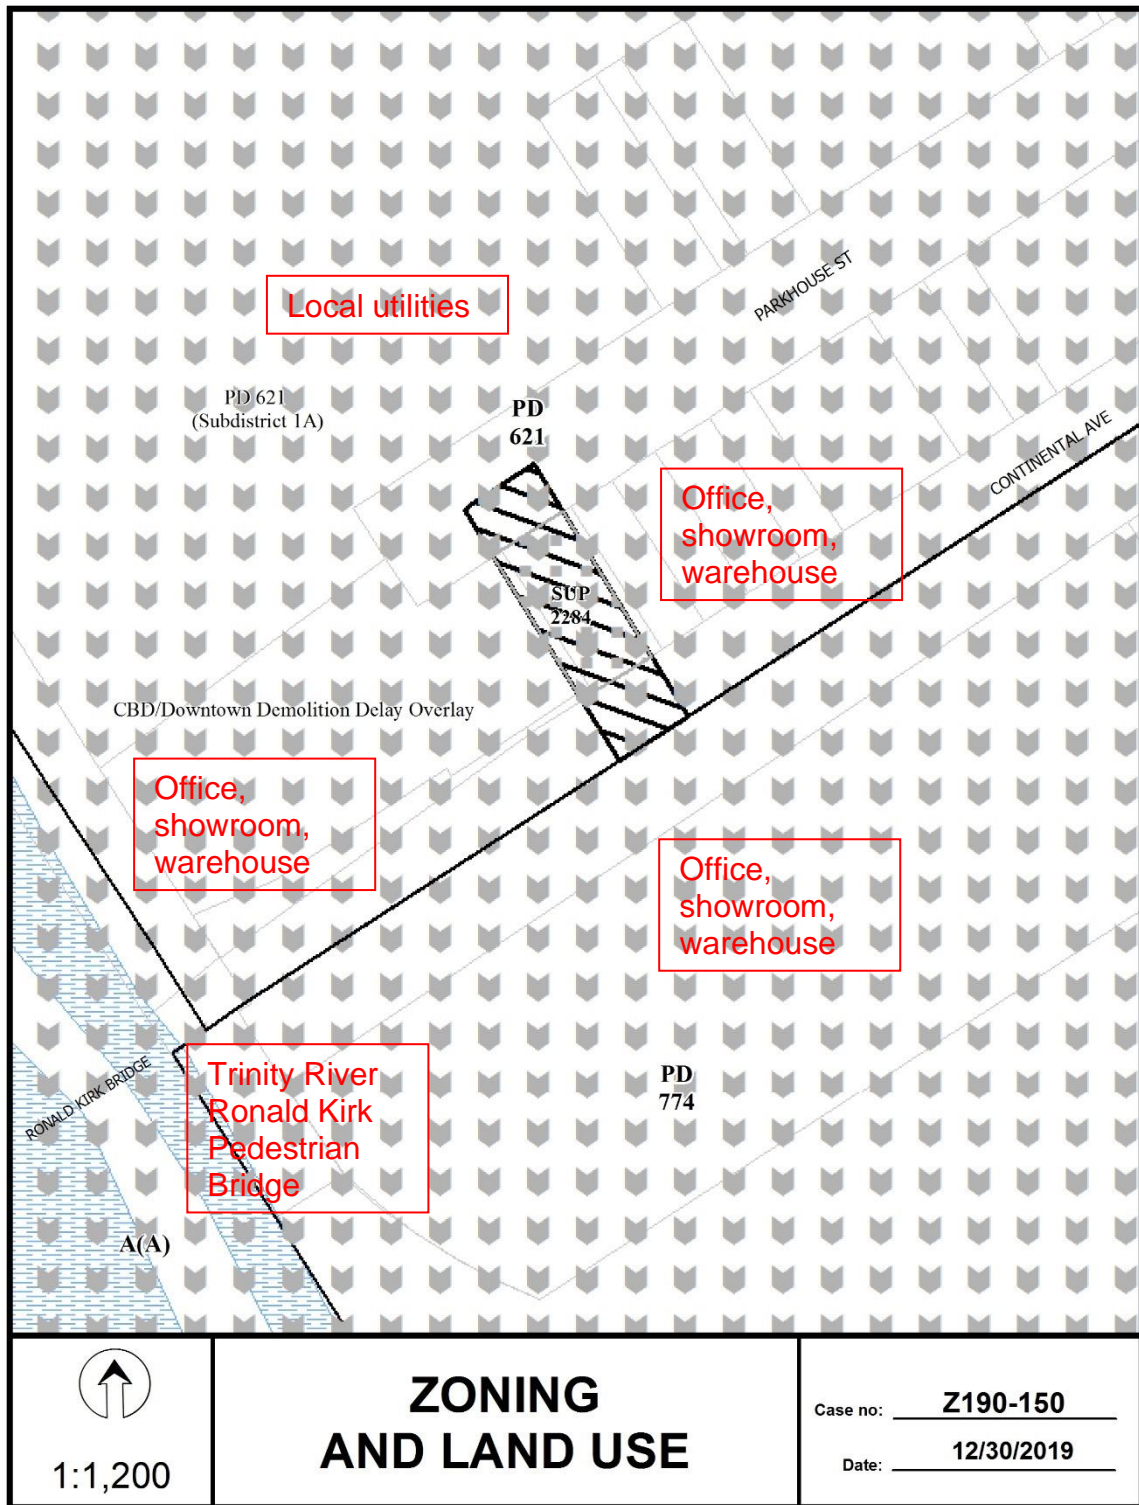 PARKHOUSE ST
Local utilities
PD 621
(Subdistrict 1A)
PD
621
CONTINENTAL AVE
Office,
showroom,
warehouse
SUP
2284
CBD/Downtown Demolition Delay Overlay
Office,
showroom,
warehouse
Office,
showroom,
warehouse
RONALD KIRK BRIDGE
Trinity River
Ronald Kirk
Pedestrian
Bridge
PD
774
A(A)
1:1,200
ZONING
AND LAND USE
Case no: Z190-150
Date: 12/30/2019